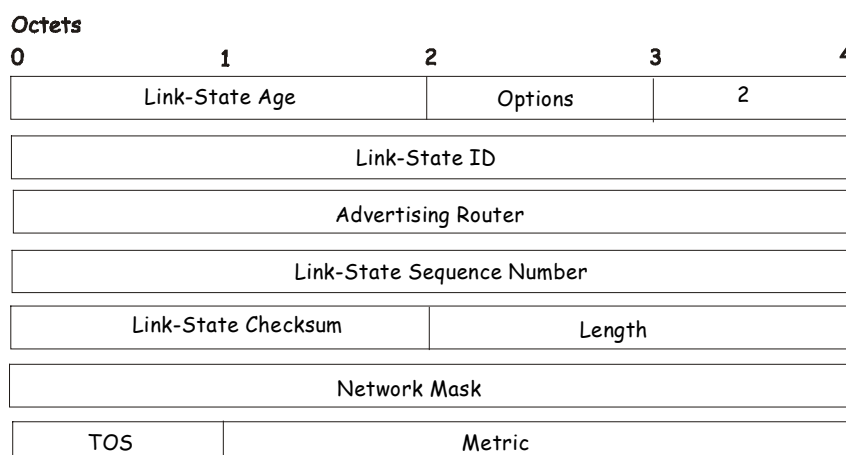 Octets
0 1 2 3 4
Link-State Age Options 2
Link-State ID
Advertising Router
Link-State Sequence Number
Link-State Checksum Length
Network Mask
TOS Metric